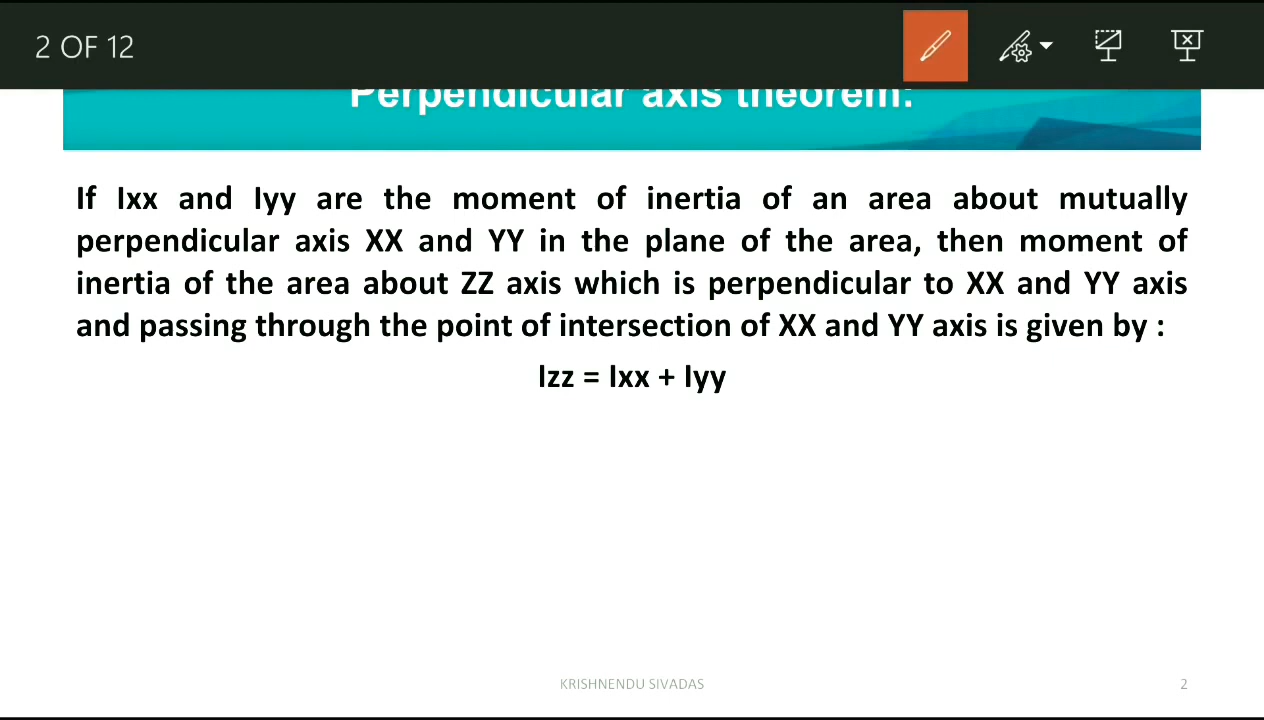 2 OF 12
Perpendicular axis theorem:
If Ixx and Iyy are the moment of inertia of an area about mutually
perpendicular axis XX and YY in the plane of the area, then moment of
inertia of the area about ZZ axis which is perpendicular to XX and YY axis
and passing through the point of intersection of XX and YY axis is given by :
Izz = Ixx + Iyy
KRISHNENDU SIVADAS
2